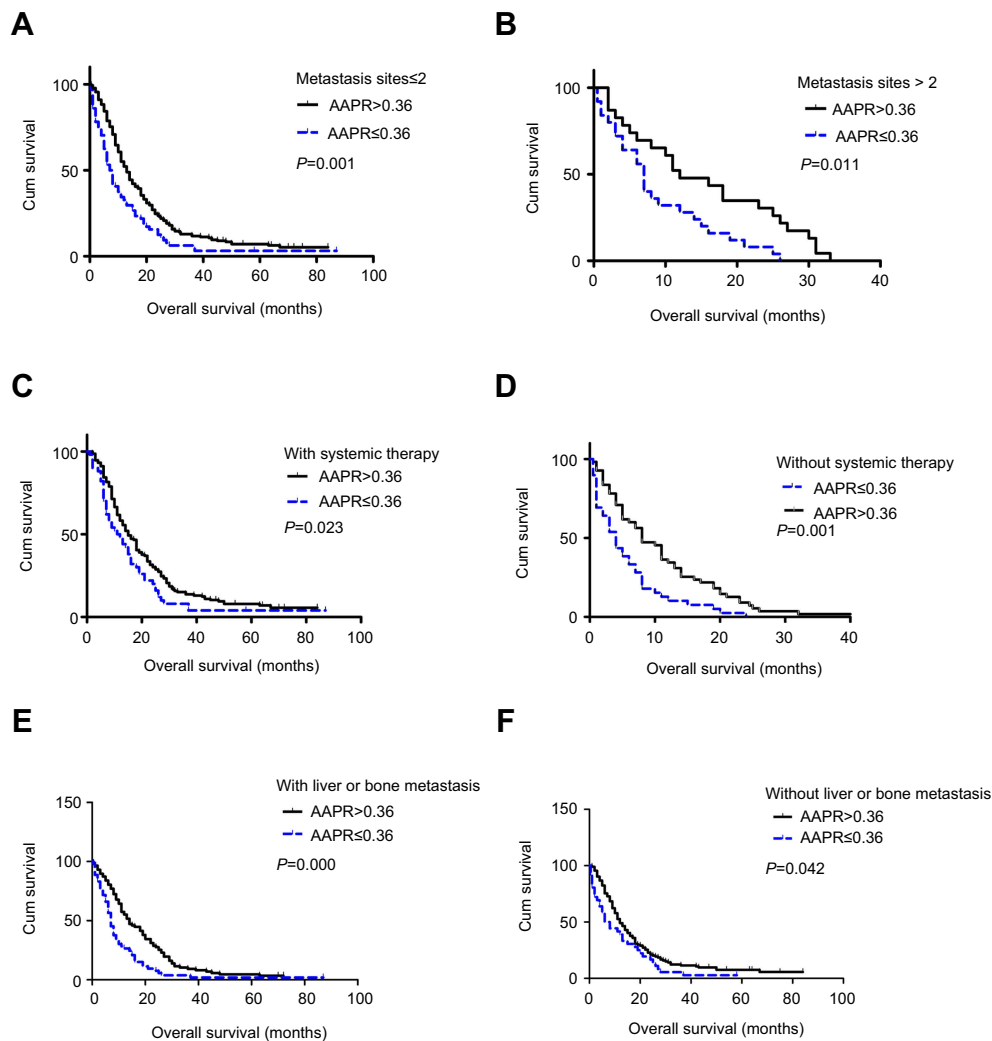 A
Metastasis sites≤2
AAPR>0.36
AAPR≤0.36
P=0.001
Cum survival
100
50
0
0 20 40 60 80 100
Overall survival (months)
B
Metastasis sites > 2
AAPR>0.36
AAPR≤0.36
P=0.011
Cum survival
100
50
0
0 10 20 30 40
Overall survival (months)
C
With systemic therapy
AAPR>0.36
AAPR≤0.36
P=0.023
Cum survival
100
50
0
0 20 40 60 80 100
Overall survival (months)
D
Without systemic therapy
AAPR≤0.36
AAPR>0.36
P=0.001
Cum survival
100
50
0
0 10 20 30 40
Overall survival (months)
E
With liver or bone metastasis
AAPR>0.36
AAPR≤0.36
P=0.000
Cum survival
150
100
50
0
0 20 40 60 80 100
Overall survival (months)
F
Without liver or bone metastasis
AAPR>0.36
AAPR≤0.36
P=0.042
Cum survival
150
100
50
0
0 20 40 60 80 100
Overall survival (months)